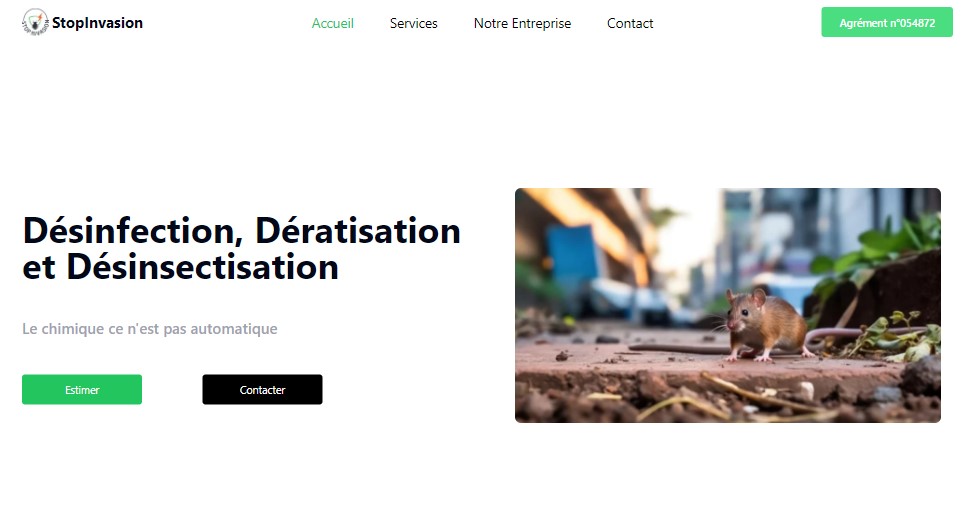 StopInvasion
Accueil
Services
Notre Entreprise
Contact
Agrément n°054872
Désinfection, Dératisation
et Désinsectisation
Le chimique ce n'est pas automatique
Estimer
Contacter